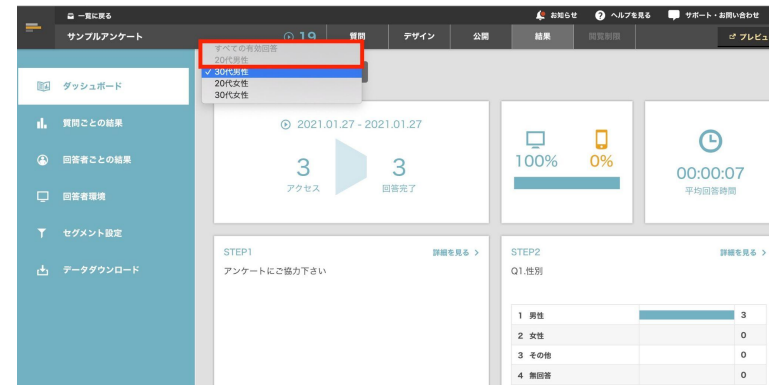 一覧に戻る
お知らせ
ヘルプを見る
サポート・お問い合わせ
サンプルアンケート
19
質問
デザイン
公開
結果
閲覧制限
プレビュ
すべての有効回答
20代男性
✓ 30代男性
20代女性
30代女性
ダッシュボード
質問ごとの結果
回答者ごとの結果
回答者環境
セグメント設定
データダウンロード
2021.01.27 - 2021.01.27
3
アクセス
3
回答完了
100%
0%
00:00:07
平均回答時間
STEP1
詳細を見る >
アンケートにご協力下さい
STEP2
詳細を見る >
Q1.性別
1 男性 3
2 女性 0
3 その他 0
4 無回答 0